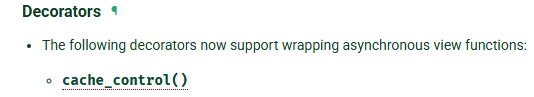 Decorators ¶
The following decorators now support wrapping asynchronous view functions:
cache_control()